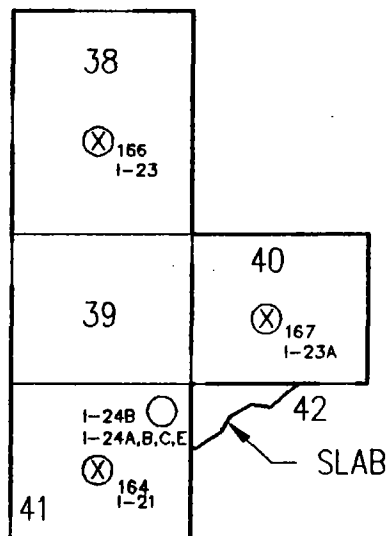 38
X 166
I-23
40
39
X 167
I-23A
42
I-24B
I-24A,B,C,E
X 164
I-21
SLAB
41